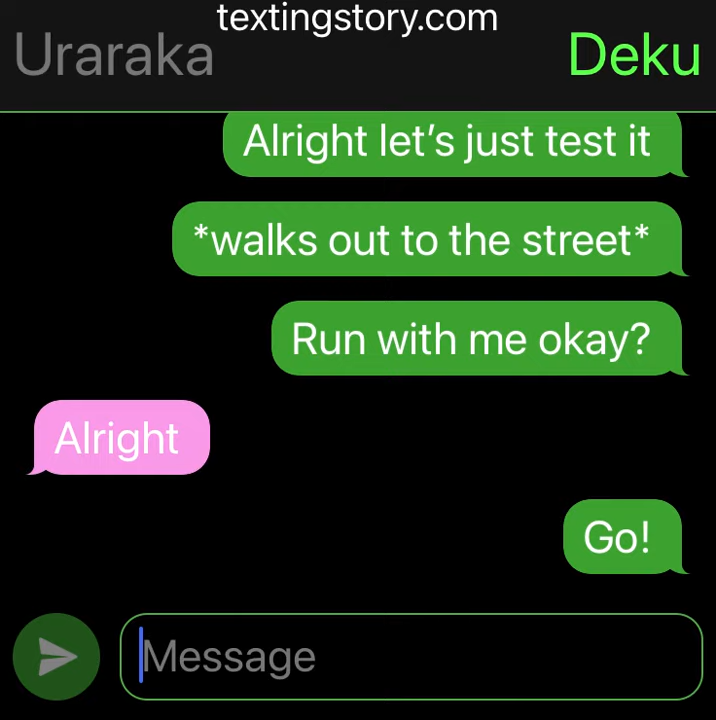 textingstory.com
Uraraka
Deku
Alright let’s just test it
*walks out to the street*
Run with me okay?
Alright
Go!
Message